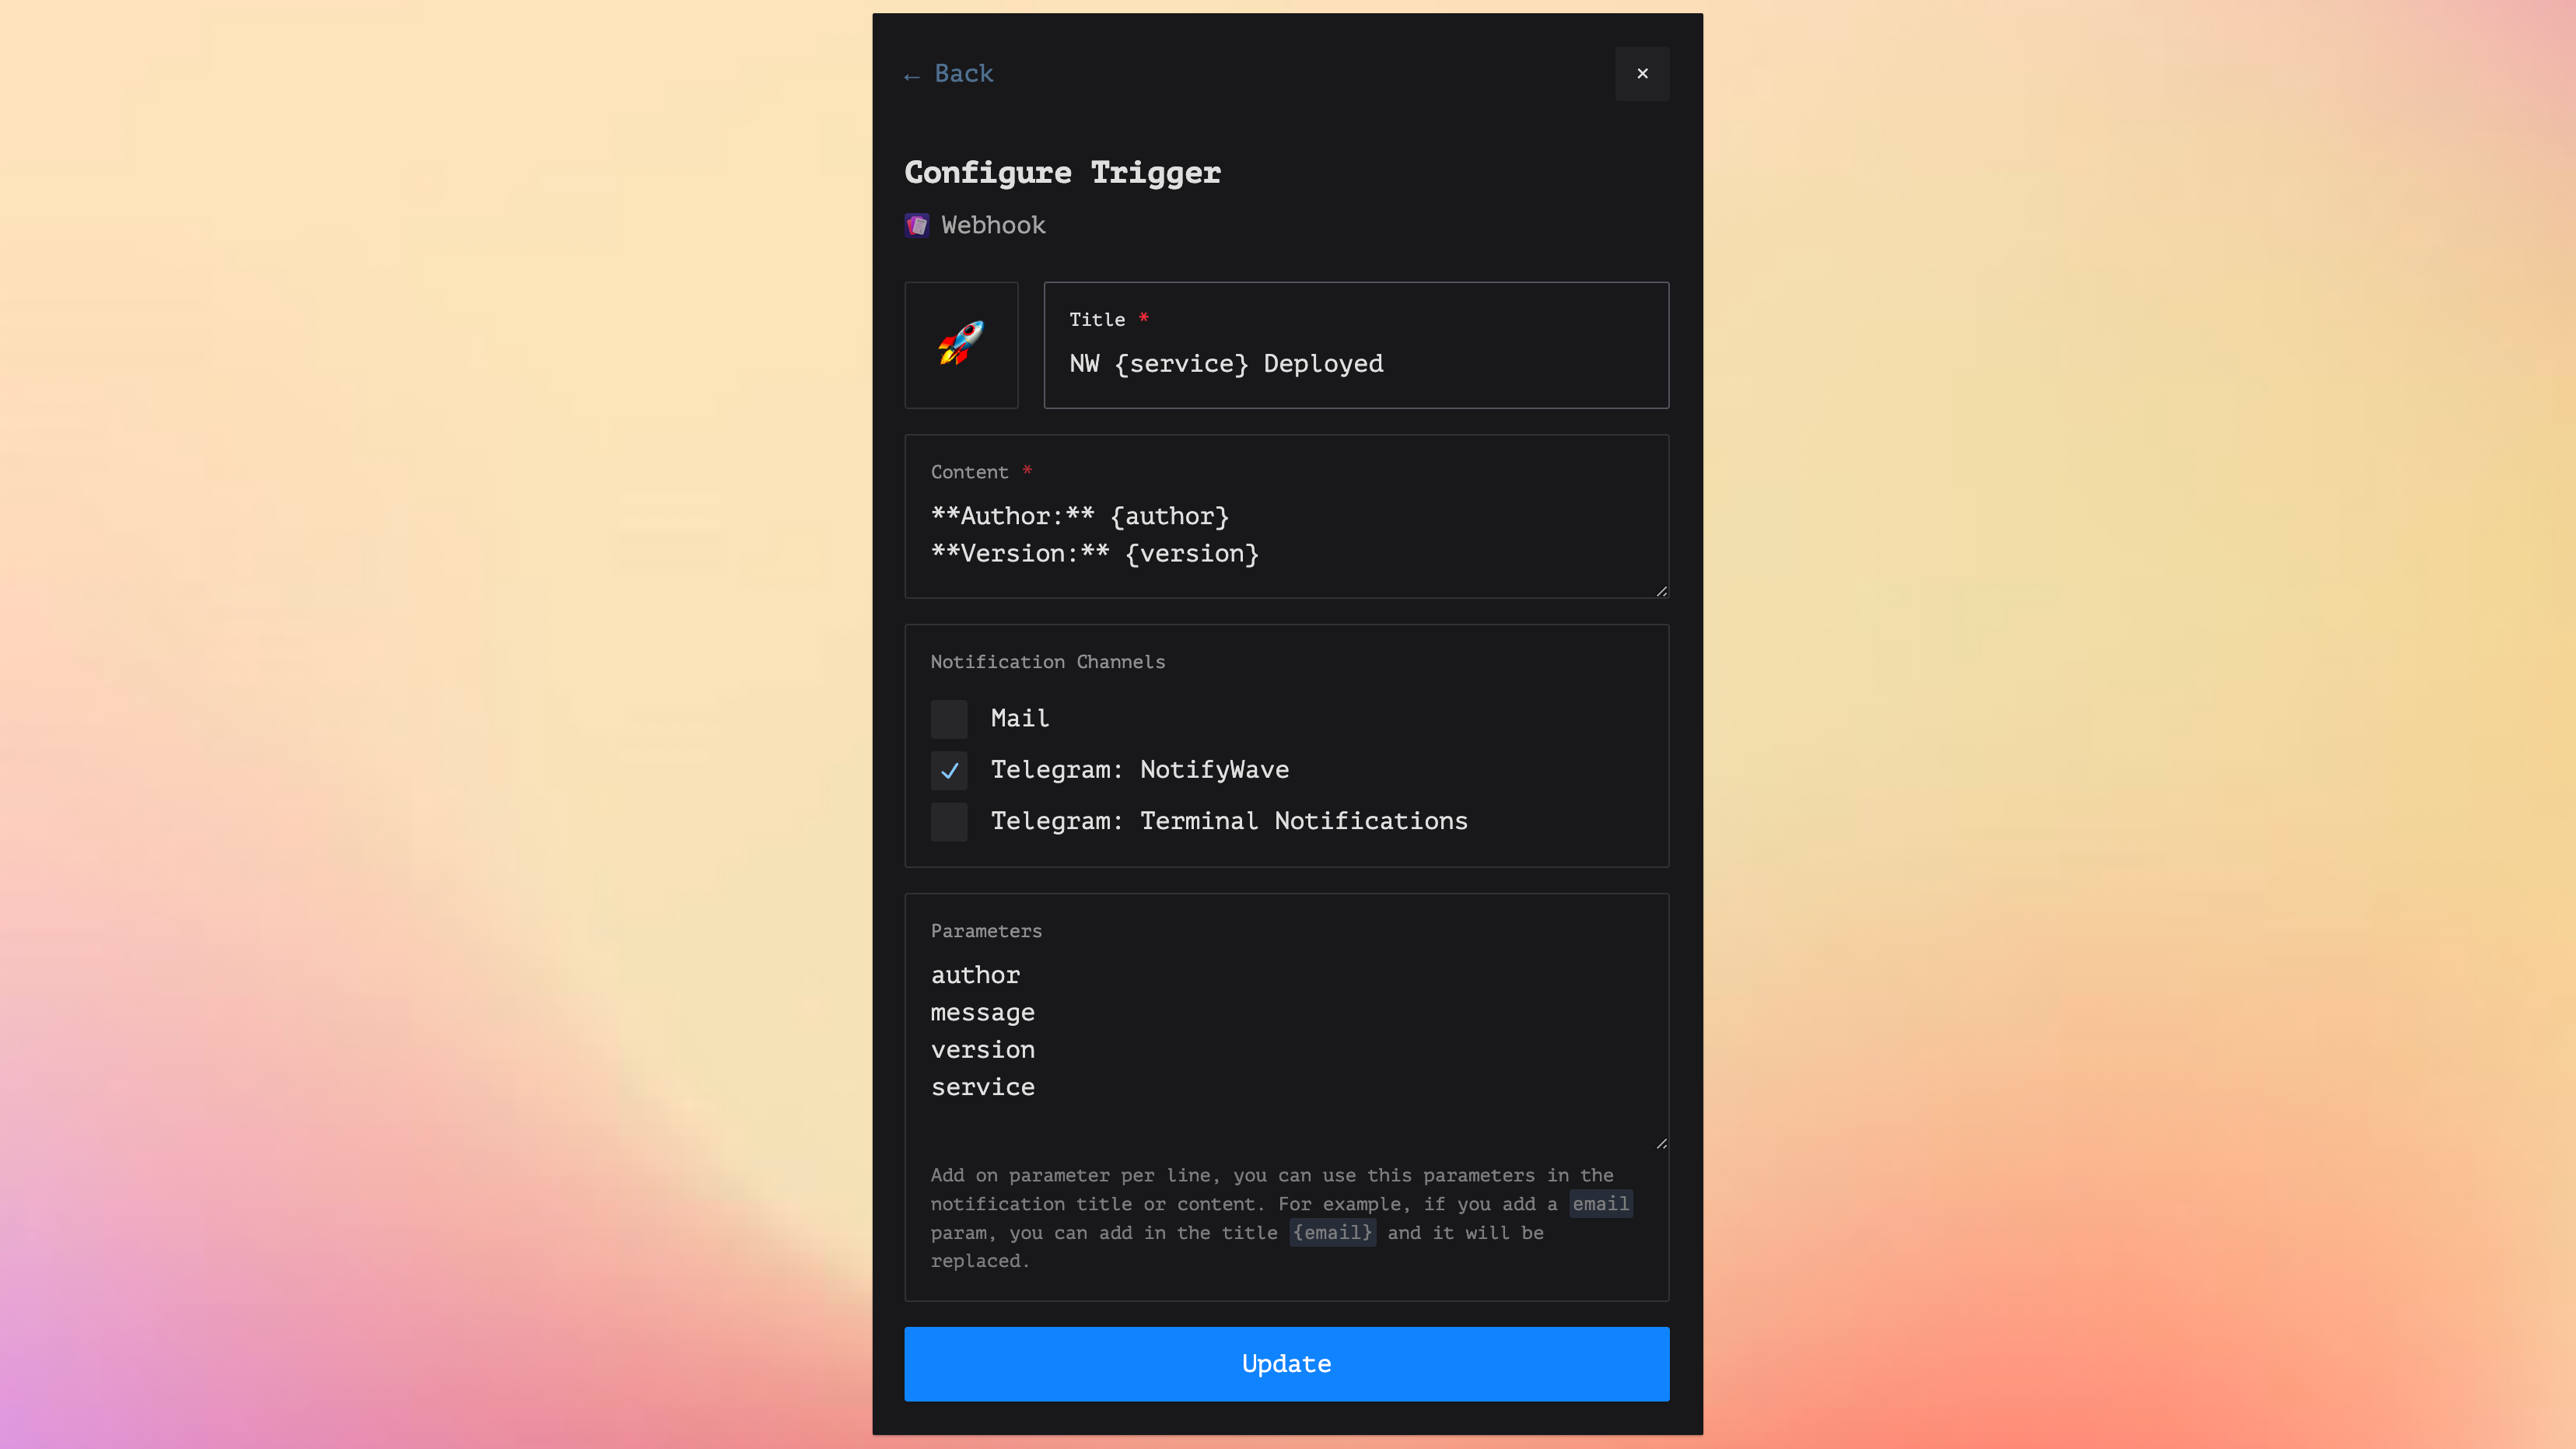 ← Back
×
Configure Trigger
Webhook
Title *
NW {service} Deployed
Content *
**Author:** {author}
**Version:** {version}
Notification Channels
Mail
Telegram: NotifyWave
Telegram: Terminal Notifications
Parameters
author
message
version
service
Add on parameter per line, you can use this parameters in the
notification title or content. For example, if you add a email
param, you can add in the title {email} and it will be
replaced.
Update